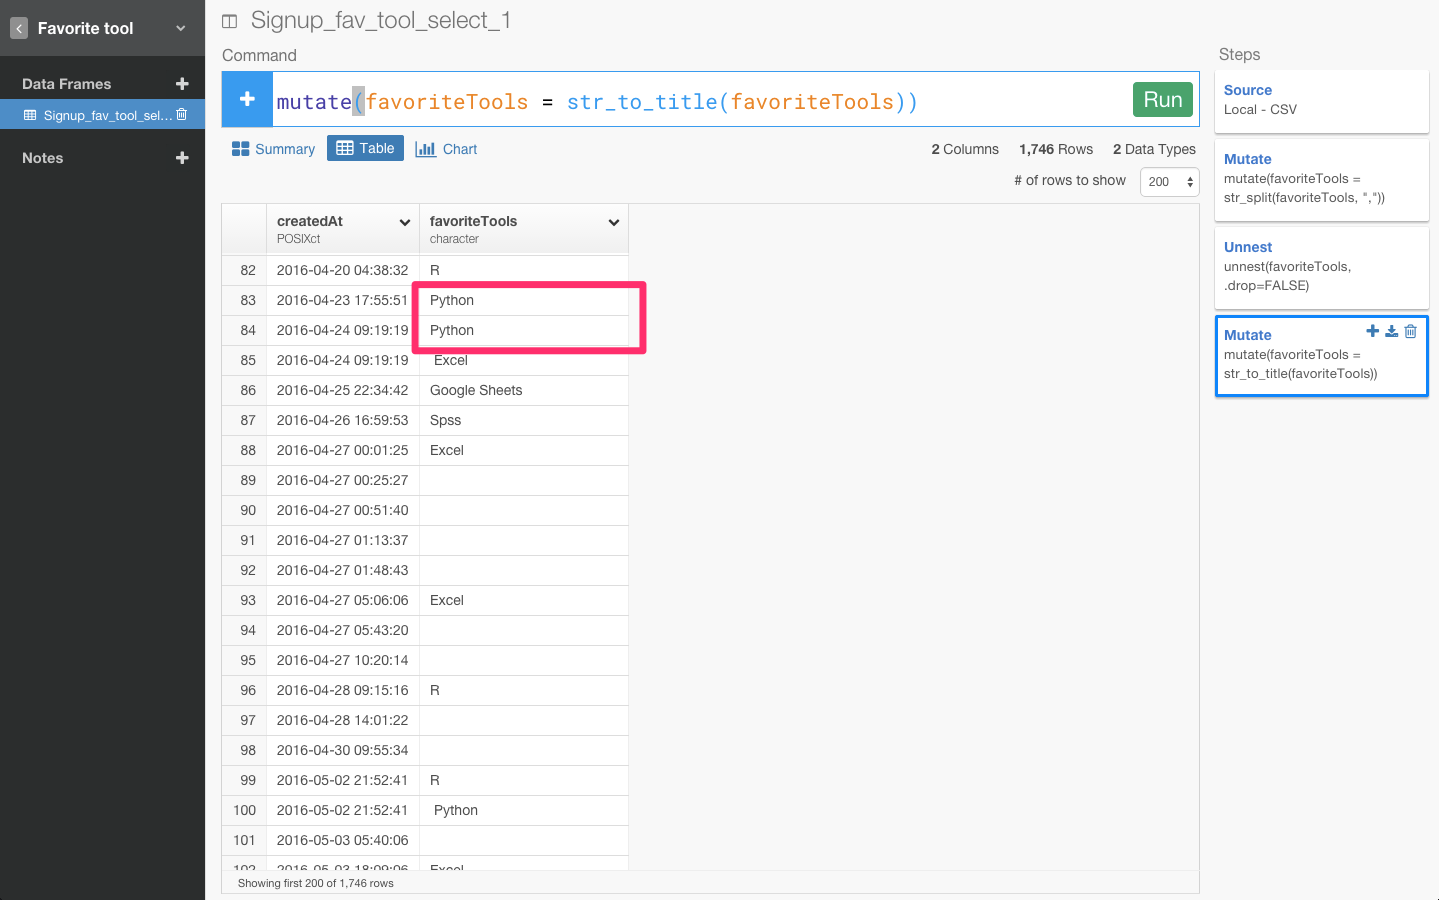 Favorite tool
Data Frames
Signup_fav_tool_sel...
Notes
Signup_fav_tool_select_1
Command
mutate(favoriteTools = str_to_title(favoriteTools))
Run
Summary Table Chart
2 Columns 1,746 Rows 2 Data Types
# of rows to show 200
createdAt favoriteTools
POSIXct character
82 2016-04-20 04:38:32 R
83 2016-04-23 17:55:51 Python
84 2016-04-24 09:19:19 Python
85 2016-04-24 09:19:19 Excel
86 2016-04-25 22:34:42 Google Sheets
87 2016-04-26 16:59:53 Spss
88 2016-04-27 00:01:25 Excel
89 2016-04-27 00:25:27
90 2016-04-27 00:51:40
91 2016-04-27 01:13:37
92 2016-04-27 01:48:43
93 2016-04-27 05:06:06 Excel
94 2016-04-27 05:43:20
95 2016-04-27 10:20:14
96 2016-04-28 09:15:16 R
97 2016-04-28 14:01:22
98 2016-04-30 09:55:34
99 2016-05-02 21:52:41 R
100 2016-05-02 21:52:41 Python
101 2016-05-03 05:40:06
102 2016-05-03 18:09:06 Excel
Showing first 200 of 1,746 rows
Steps
Source
Local - CSV
Mutate
mutate(favoriteTools =
str_split(favoriteTools, ","))
Unnest
unnest(favoriteTools,
.drop=FALSE)
Mutate
mutate(favoriteTools =
str_to_title(favoriteTools))